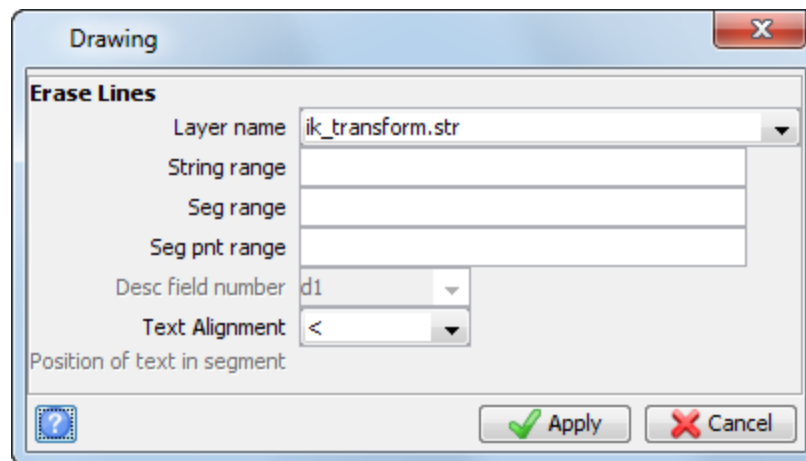 Drawing
Erase Lines
Layer name ik_transform.str
String range
Seg range
Seg pnt range
Desc field number d1
Text Alignment <
Position of text in segment
? Apply Cancel